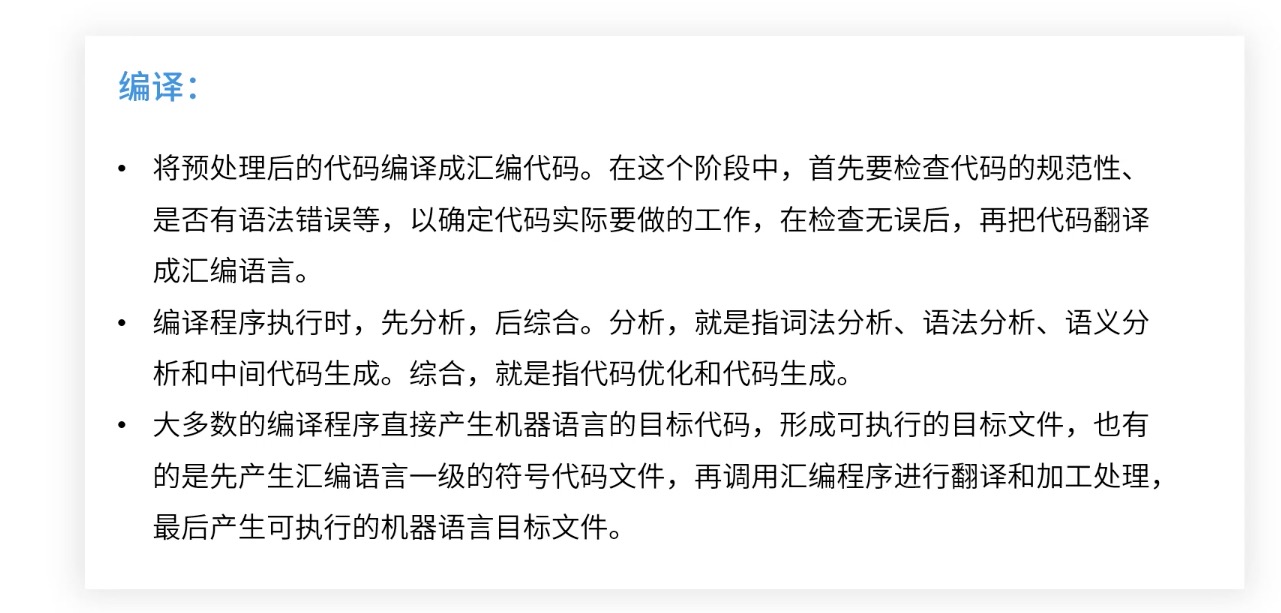 编译：
• 将预处理后的代码编译成汇编代码。在这个阶段中，首先要检查代码的规范性、
是否有语法错误等，以确定代码实际要做的工作，在检查无误后，再把代码翻译
成汇编语言。
• 编译程序执行时，先分析，后综合。分析，就是指词法分析、语法分析、语义分
析和中间代码生成。综合，就是指代码优化和代码生成。
• 大多数的编译程序直接产生机器语言的目标代码，形成可执行的目标文件，也有
的是先产生汇编语言一级的符号代码文件，再调用汇编程序进行翻译和加工处理，
最后产生可执行的机器语言目标文件。